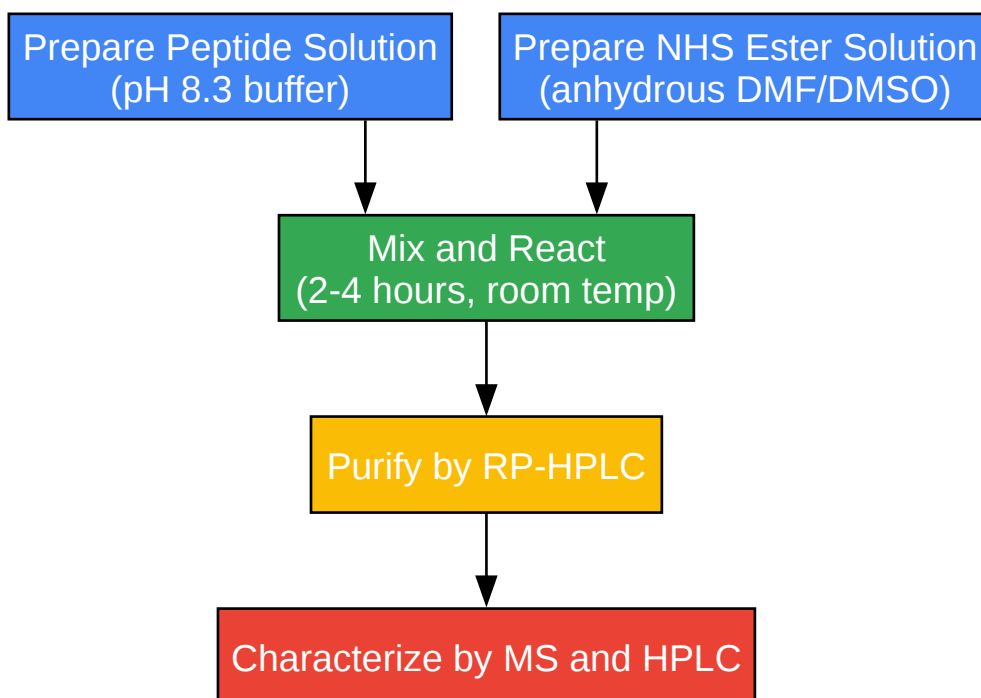 Prepare Peptide Solution
(pH 8.3 buffer)
Prepare NHS Ester Solution
(anhydrous DMF/DMSO)
Mix and React
(2-4 hours, room temp)
Purify by RP-HPLC
Characterize by MS and HPLC